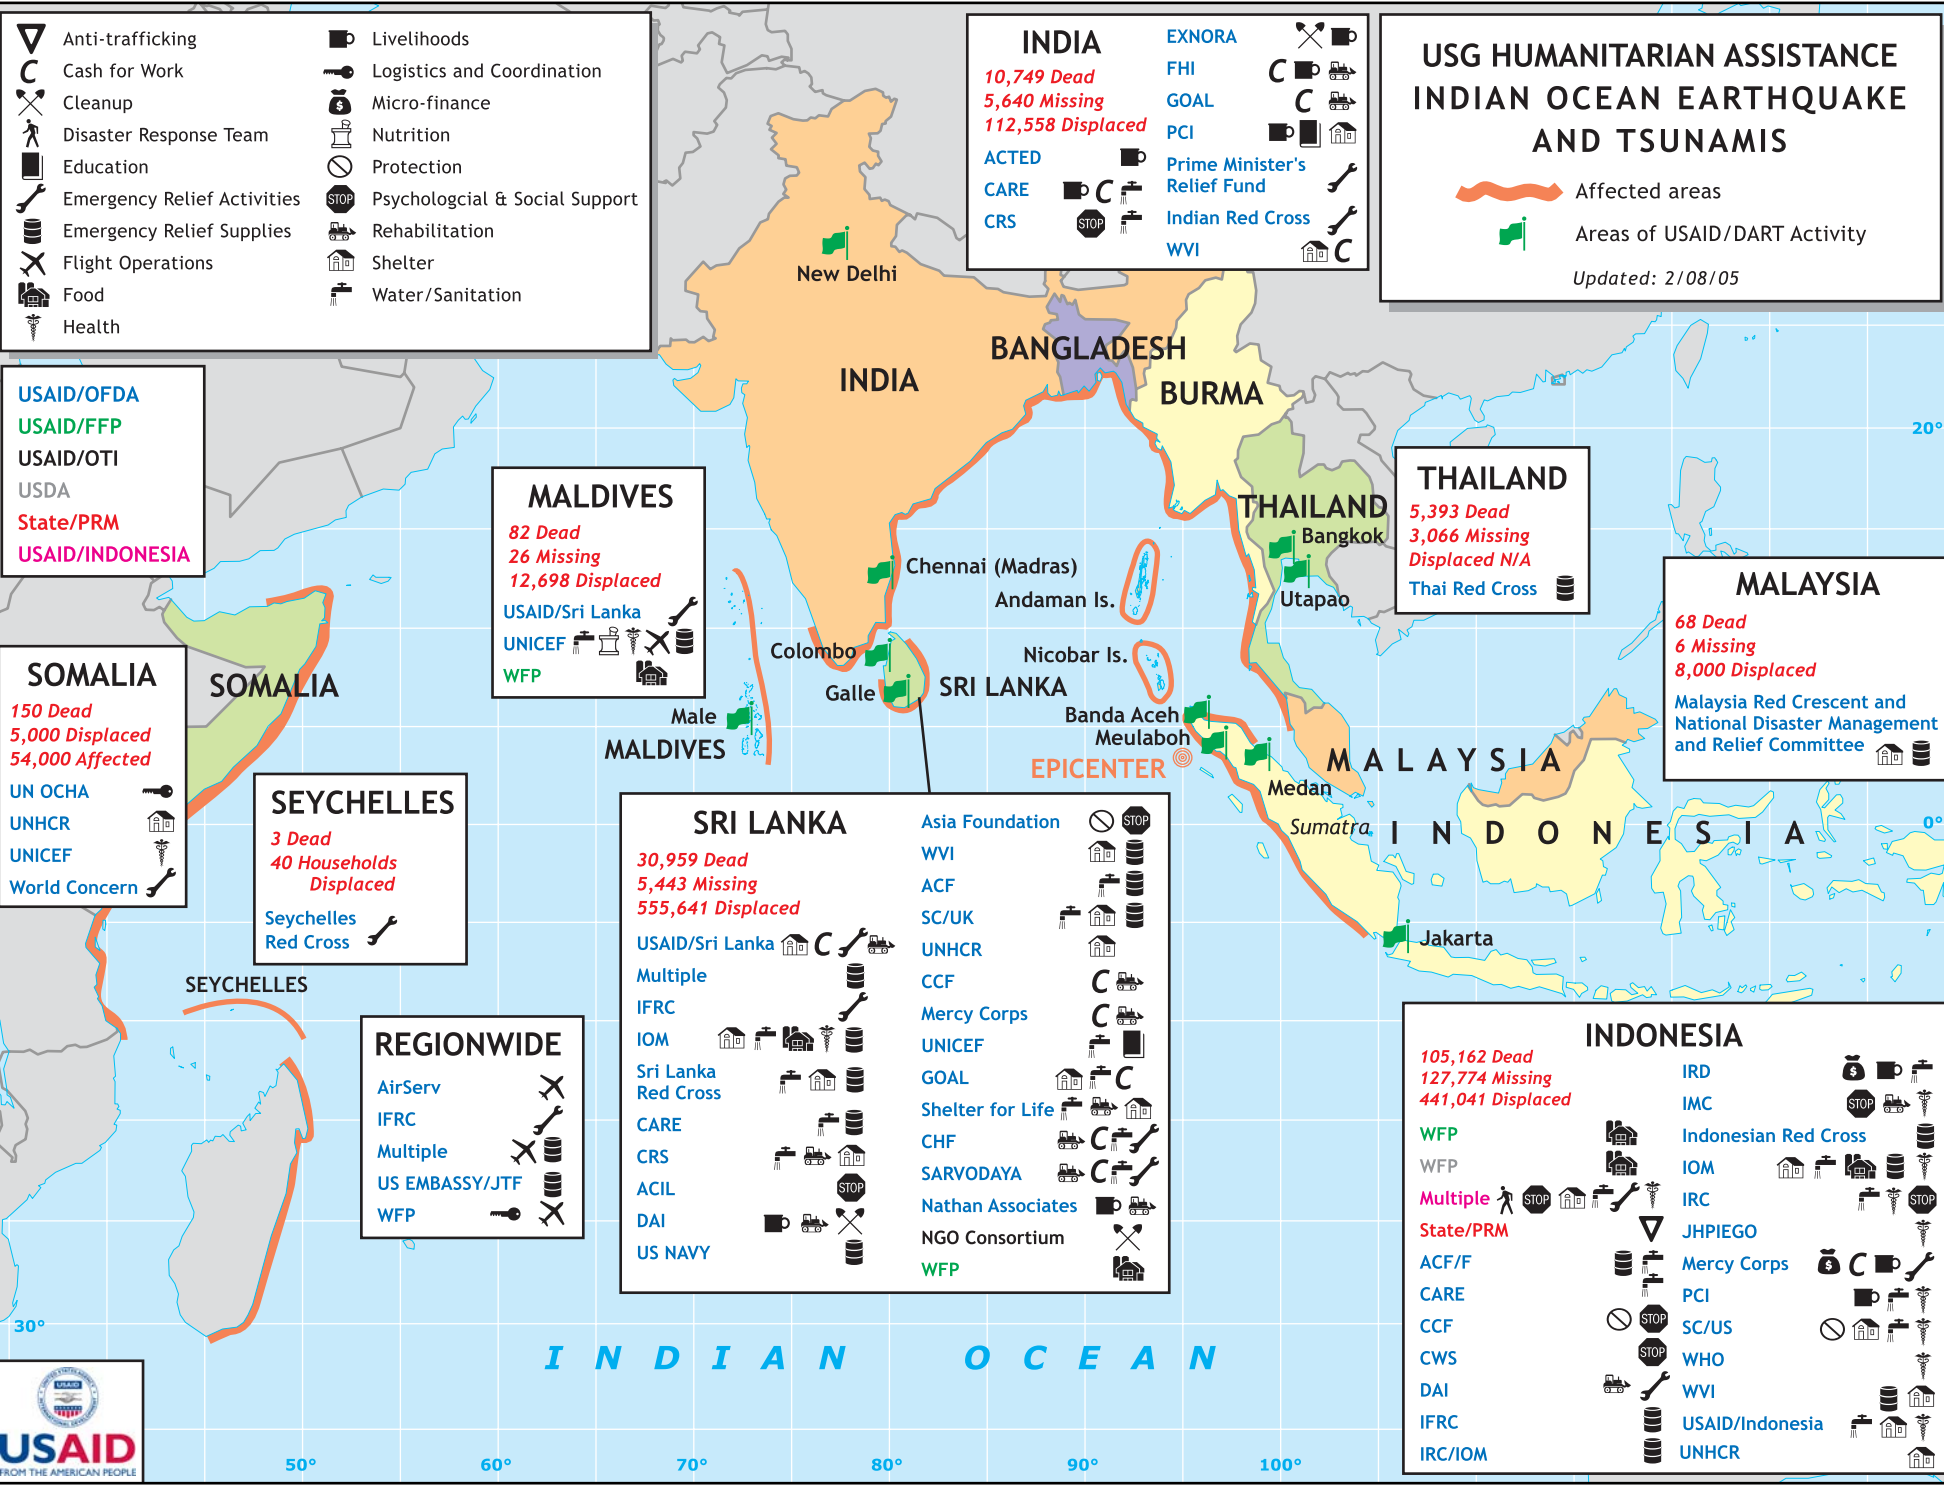 Anti-trafficking
Cash for Work
Cleanup
Disaster Response Team
Education
Emergency Relief Activities
Emergency Relief Supplies
Flight Operations
Food
Health
Livelihoods
Logistics and Coordination
Micro-finance
Nutrition
Protection
STOP Psychologcial & Social Support
Rehabilitation
Shelter
Water/Sanitation
USAID/OFDA
USAID/FFP
USAID/OTI
USDA
State/PRM
USAID/INDONESIA
INDIA
10,749 Dead
5,640 Missing
112,558 Displaced
ACTED
CARE C
CRS STOP
EXNORA
FHI C
GOAL C
PCI
Prime Minister's
Relief Fund
Indian Red Cross
WVI C
USG HUMANITARIAN ASSISTANCE
INDIAN OCEAN EARTHQUAKE
AND TSUNAMIS
Affected areas
Areas of USAID/DART Activity
Updated: 2/08/05
New Delhi
INDIA
BANGLADESH
BURMA
20°
THAILAND
Bangkok
Utapao
THAILAND
5,393 Dead
3,066 Missing
Displaced N/A
Thai Red Cross
MALDIVES
82 Dead
26 Missing
12,698 Displaced
USAID/Sri Lanka
UNICEF
WFP
Chennai (Madras)
Andaman Is.
Colombo
Nicobar Is.
Galle
SRI LANKA
Male
MALDIVES
Banda Aceh
Meulaboh
EPICENTER
Medan
Sumatra
MALAYSIA
INDONESIA
0°
Jakarta
MALAYSIA
68 Dead
6 Missing
8,000 Displaced
Malaysia Red Crescent and
National Disaster Management
and Relief Committee
SOMALIA
SOMALIA
150 Dead
5,000 Displaced
54,000 Affected
UN OCHA
UNHCR
UNICEF
World Concern
SEYCHELLES
3 Dead
40 Households
Displaced
Seychelles
Red Cross
SEYCHELLES
REGIONWIDE
AirServ
IFRC
Multiple
US EMBASSY/JTF
WFP
SRI LANKA
30,959 Dead
5,443 Missing
555,641 Displaced
USAID/Sri Lanka C
Multiple
IFRC
IOM
Sri Lanka
Red Cross
CARE
CRS
ACIL STOP
DAI
US NAVY
Asia Foundation STOP
WVI
ACF
SC/UK
UNHCR
CCF C
Mercy Corps C
UNICEF
GOAL C
Shelter for Life
CHF C
SARVODAYA C
Nathan Associates
NGO Consortium
WFP
INDONESIA
105,162 Dead
127,774 Missing
441,041 Displaced
WFP
WFP
Multiple STOP
State/PRM
ACF/F
CARE
CCF STOP
CWS STOP
DAI
IFRC
IRC/IOM
IRD
IMC STOP
Indonesian Red Cross
IOM
IRC STOP
JHPIEGO
Mercy Corps C
PCI
SC/US
WHO
WVI
USAID/Indonesia
UNHCR
30°
INDIAN OCEAN
USAID
USAID
FROM THE AMERICAN PEOPLE
50°
60°
70°
80°
90°
100°